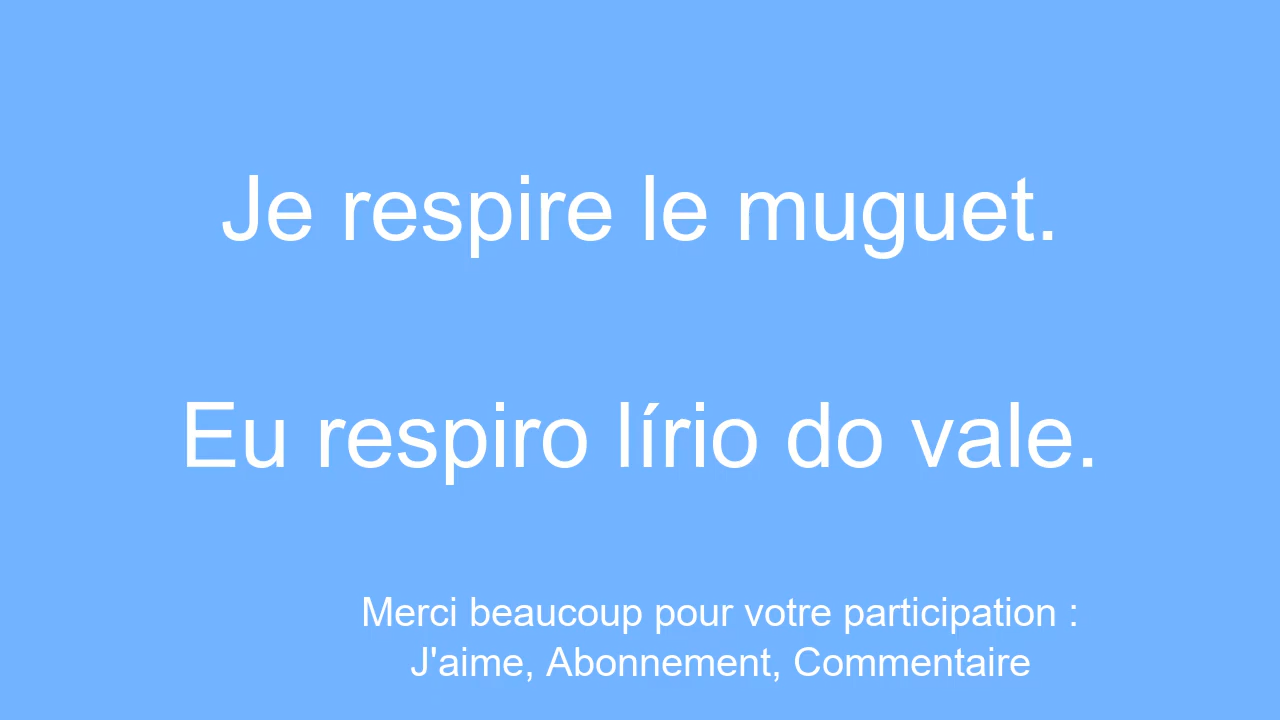 Je respire le muguet.
Eu respiro lírio do vale.
Merci beaucoup pour votre participation :
J'aime, Abonnement, Commentaire